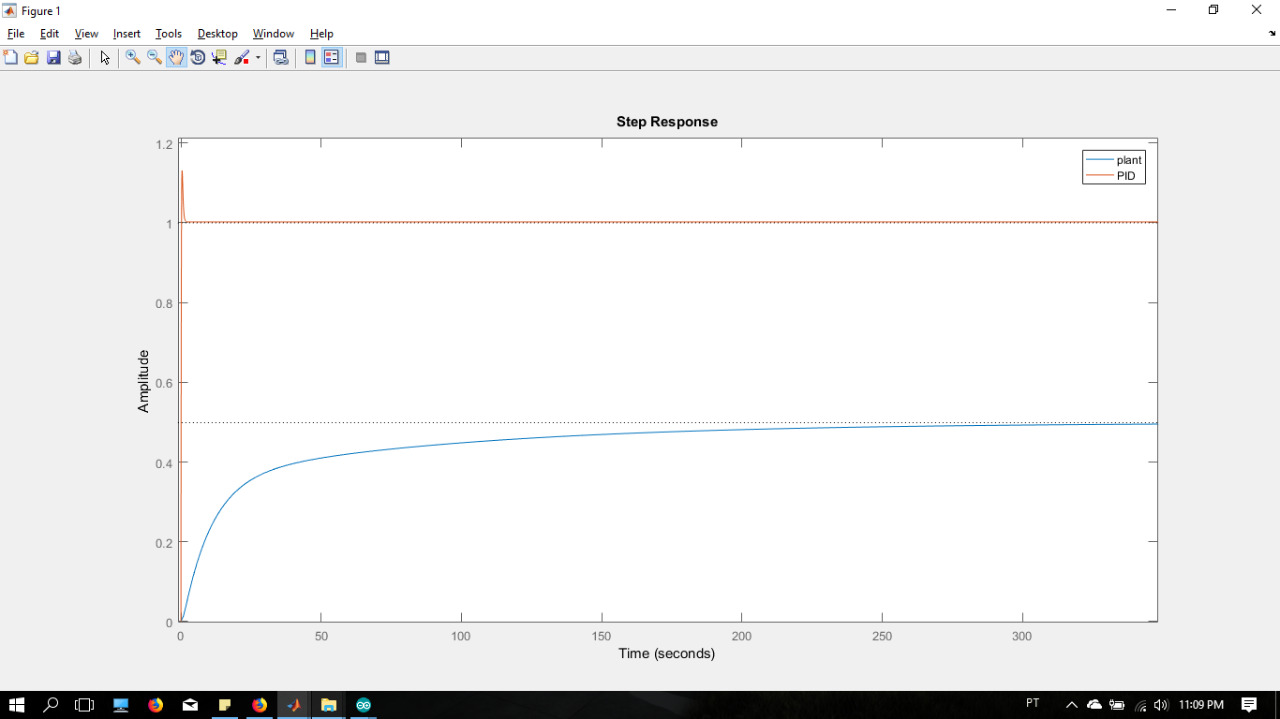 Figure 1
File Edit View Insert Tools Desktop Window Help
Step Response
plant
PID
Amplitude
1.2
1
0.8
0.6
0.4
0.2
0
0 50 100 150 200 250 300
Time (seconds)
PT 11:09 PM